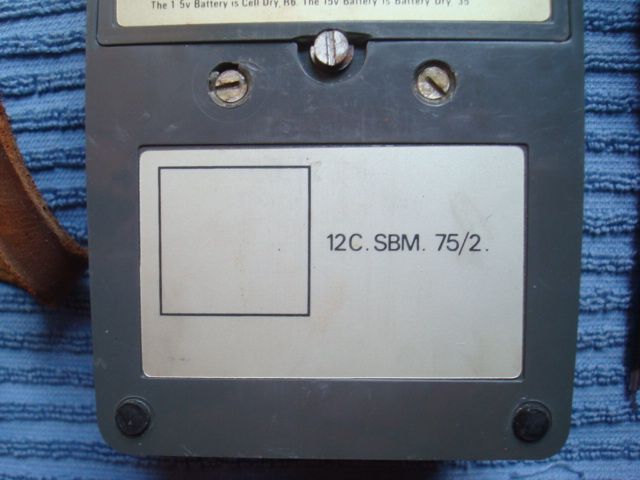 The 1 5v Battery is Cell Dry, R6. The 15v Battery is Battery Dry 35
12C. SBM. 75/2.